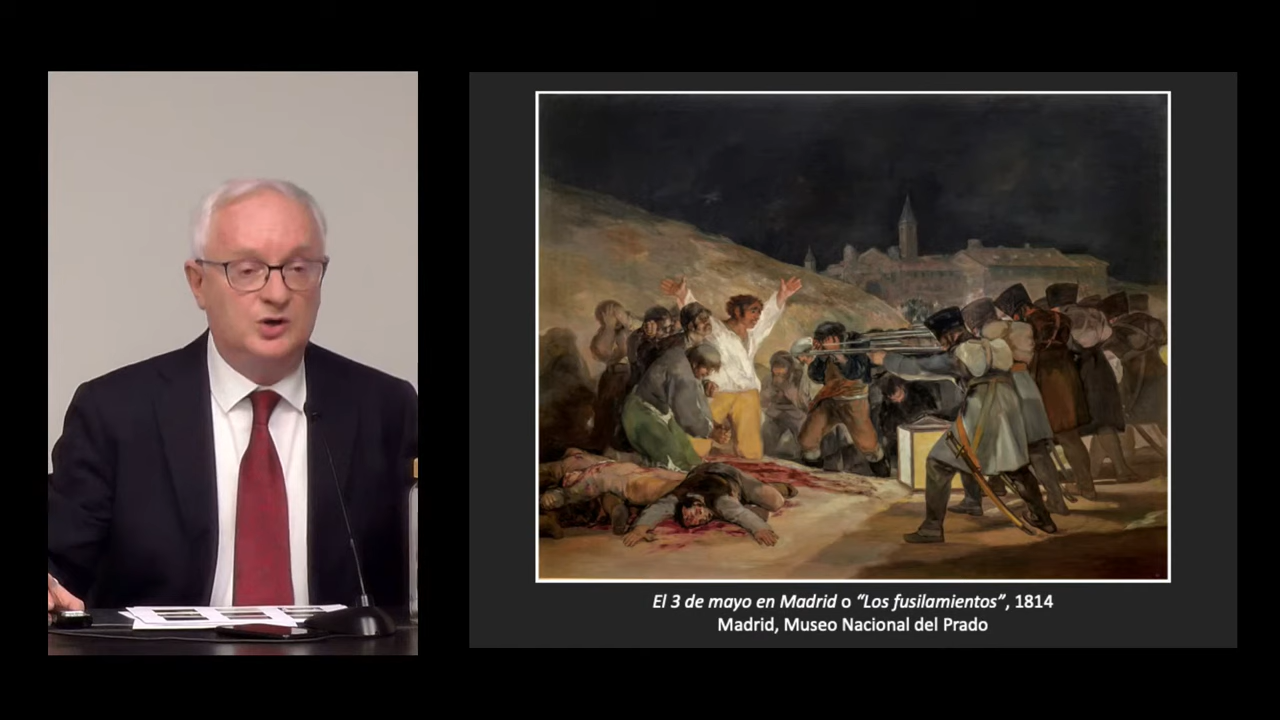 El 3 de mayo en Madrid o “Los fusilamientos”, 1814
Madrid, Museo Nacional del Prado